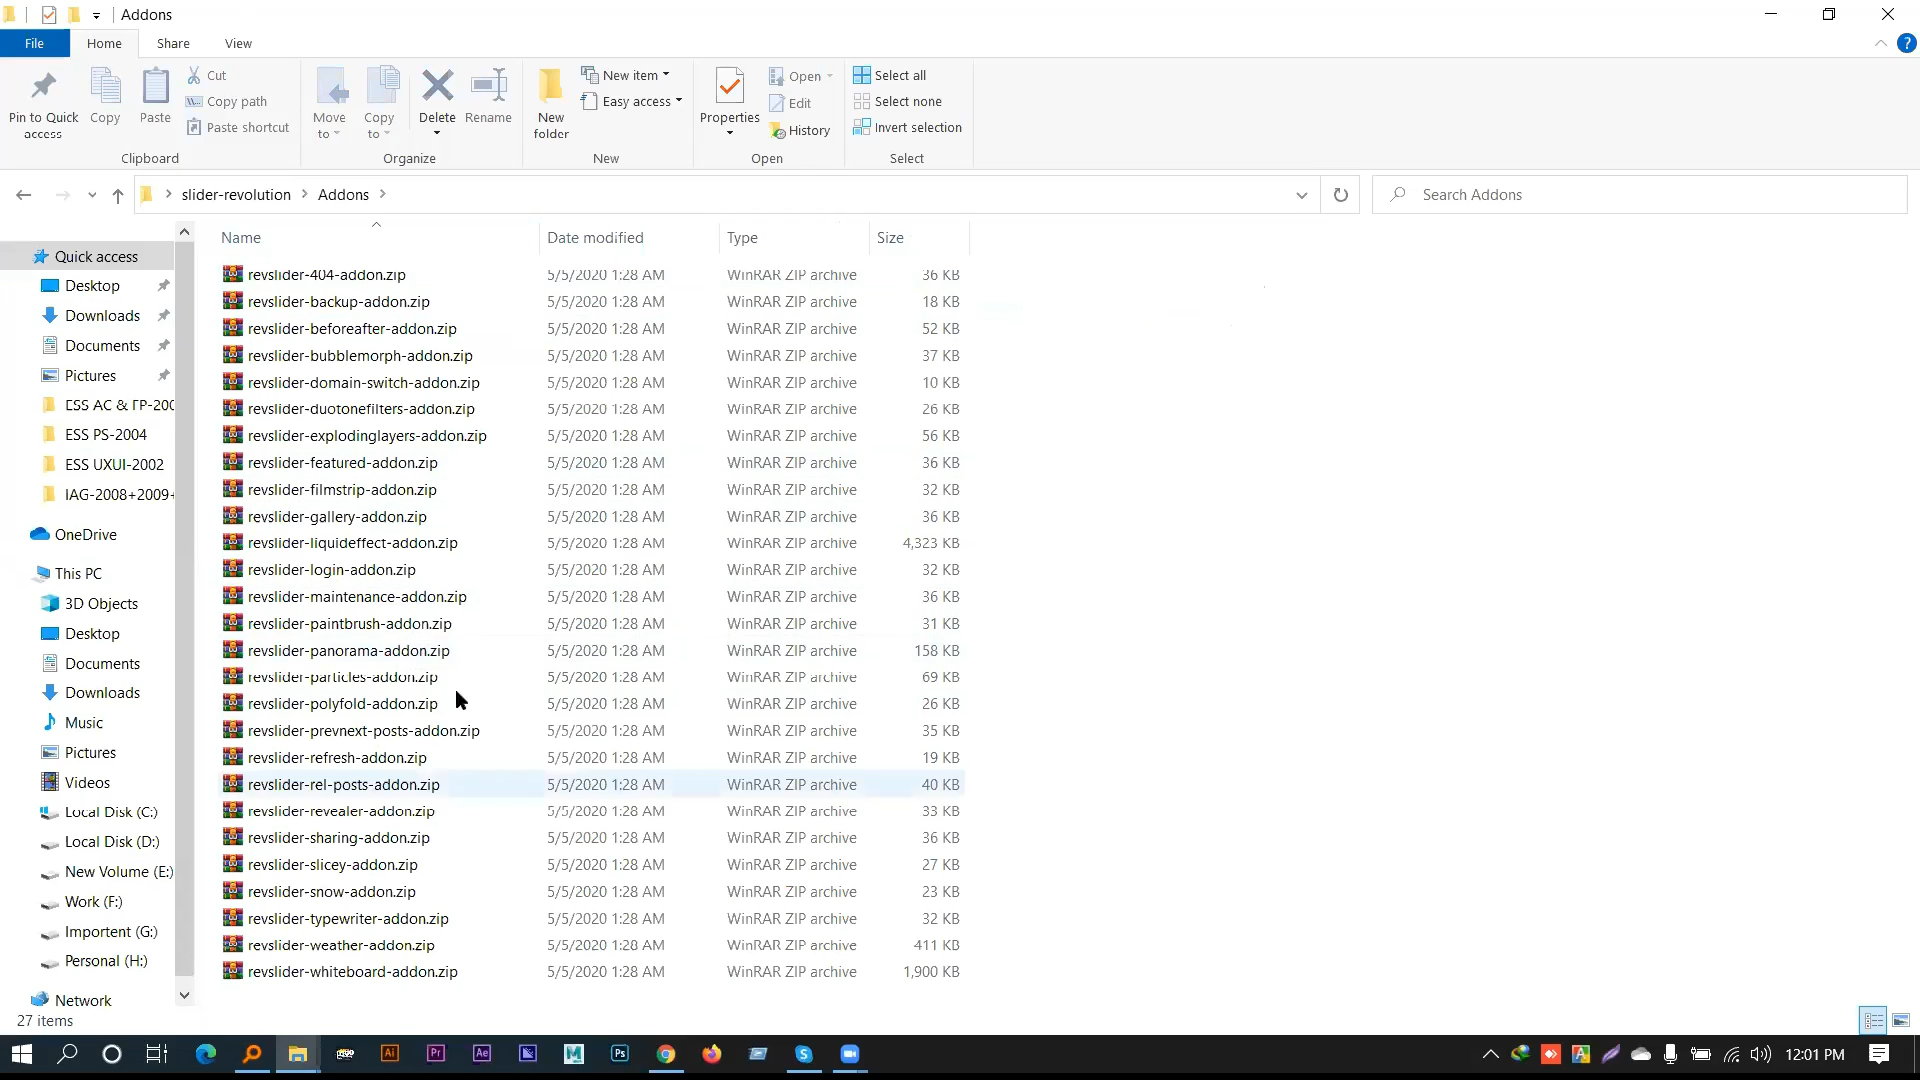 Addons
File Home Share View
Pin to Quick access
Copy
Paste
Cut
Copy path
Paste shortcut
Clipboard
Move to
Copy to
Delete
Rename
Organize
New folder
New item
Easy access
New
Properties
Open
Edit
History
Open
Select all
Select none
Invert selection
Select
slider-revolution Addons
Search Addons
Quick access
Desktop
Downloads
Documents
Pictures
ESS PS-2004
ESS UXUI-2002
IAG-2008+2009+
OneDrive
This PC
3D Objects
Desktop
Documents
Downloads
Music
Pictures
Videos
Local Disk (C:)
Local Disk (D:)
New Volume (E:)
Work (F:)
Importent (G:)
Personal (H:)
Network
Name Date modified Type Size
revslider-404-addon.zip 5/5/2020 1:28 AM WinRAR ZIP archive 36 KB
revslider-backup-addon.zip 5/5/2020 1:28 AM WinRAR ZIP archive 18 KB
revslider-beforeafter-addon.zip 5/5/2020 1:28 AM WinRAR ZIP archive 52 KB
revslider-bubblemorph-addon.zip 5/5/2020 1:28 AM WinRAR ZIP archive 37 KB
revslider-domain-switch-addon.zip 5/5/2020 1:28 AM WinRAR ZIP archive 10 KB
revslider-duotonefilters-addon.zip 5/5/2020 1:28 AM WinRAR ZIP archive 26 KB
revslider-explodinglayers-addon.zip 5/5/2020 1:28 AM WinRAR ZIP archive 56 KB
revslider-featured-addon.zip 5/5/2020 1:28 AM WinRAR ZIP archive 36 KB
revslider-filmstrip-addon.zip 5/5/2020 1:28 AM WinRAR ZIP archive 32 KB
revslider-gallery-addon.zip 5/5/2020 1:28 AM WinRAR ZIP archive 36 KB
revslider-liquideffect-addon.zip 5/5/2020 1:28 AM WinRAR ZIP archive 4,323 KB
revslider-login-addon.zip 5/5/2020 1:28 AM WinRAR ZIP archive 32 KB
revslider-maintenance-addon.zip 5/5/2020 1:28 AM WinRAR ZIP archive 36 KB
revslider-paintbrush-addon.zip 5/5/2020 1:28 AM WinRAR ZIP archive 31 KB
revslider-panorama-addon.zip 5/5/2020 1:28 AM WinRAR ZIP archive 158 KB
revslider-particles-addon.zip 5/5/2020 1:28 AM WinRAR ZIP archive 69 KB
revslider-polyfold-addon.zip 5/5/2020 1:28 AM WinRAR ZIP archive 26 KB
revslider-prevnext-posts-addon.zip 5/5/2020 1:28 AM WinRAR ZIP archive 35 KB
revslider-refresh-addon.zip 5/5/2020 1:28 AM WinRAR ZIP archive 19 KB
revslider-rel-posts-addon.zip 5/5/2020 1:28 AM WinRAR ZIP archive 40 KB
revslider-revealer-addon.zip 5/5/2020 1:28 AM WinRAR ZIP archive 33 KB
revslider-sharing-addon.zip 5/5/2020 1:28 AM WinRAR ZIP archive 36 KB
revslider-slicey-addon.zip 5/5/2020 1:28 AM WinRAR ZIP archive 27 KB
revslider-snow-addon.zip 5/5/2020 1:28 AM WinRAR ZIP archive 23 KB
revslider-typewriter-addon.zip 5/5/2020 1:28 AM WinRAR ZIP archive 32 KB
revslider-weather-addon.zip 5/5/2020 1:28 AM WinRAR ZIP archive 411 KB
revslider-whiteboard-addon.zip 5/5/2020 1:28 AM WinRAR ZIP archive 1,900 KB
27 items
Ai Pr Ae M Ps S
12:01 PM